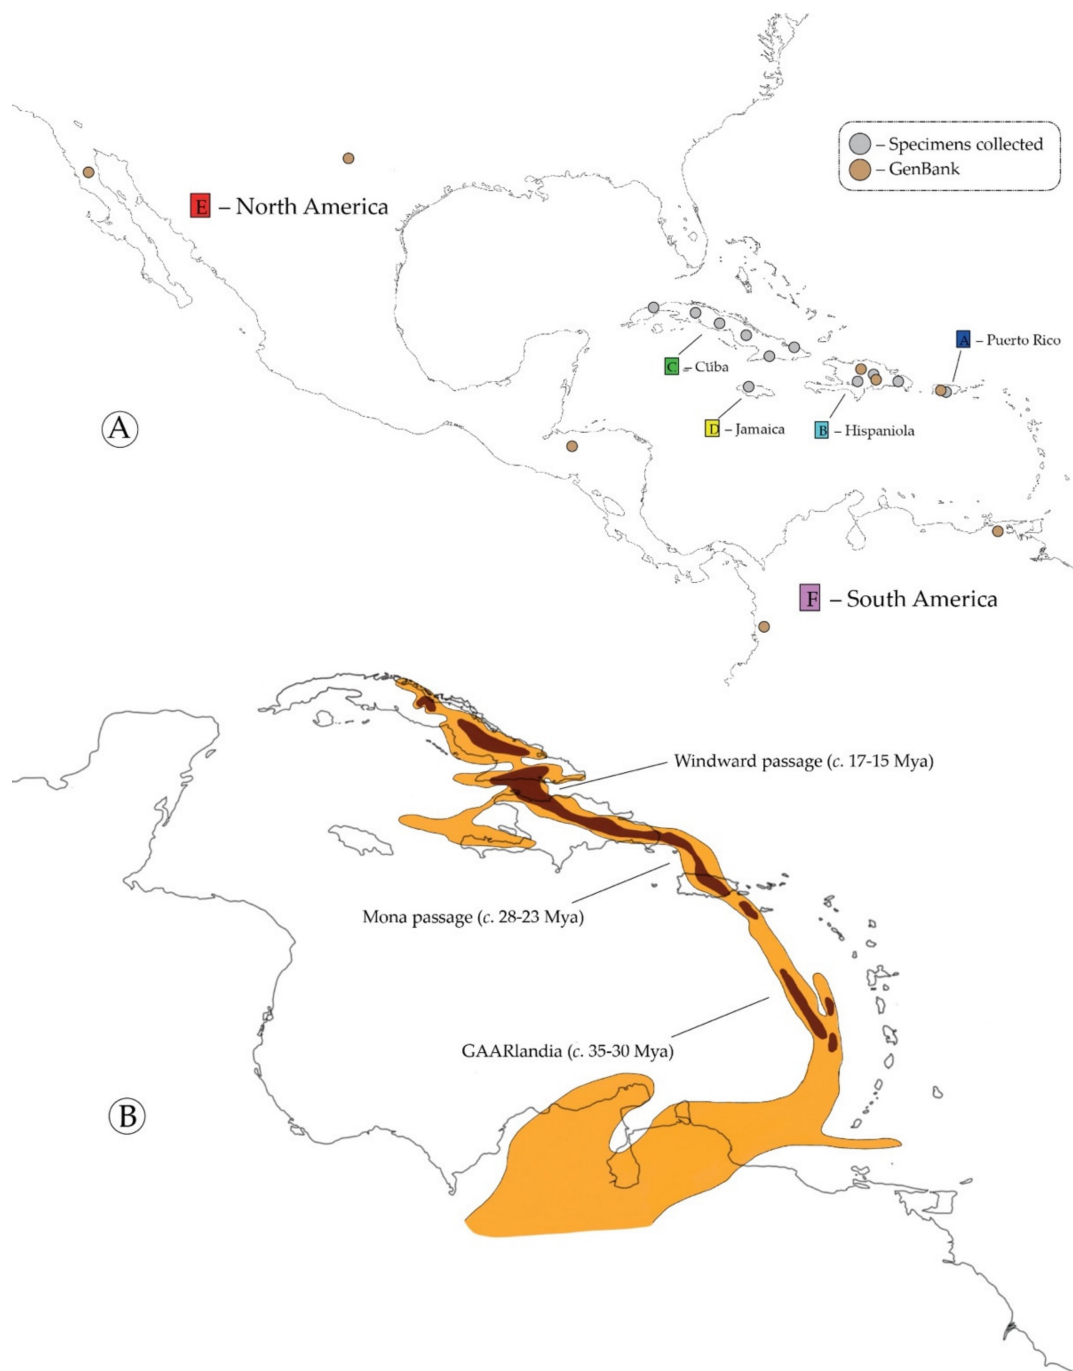 – Specimens collected
– GenBank
E – North America
A – Puerto Rico
C – Cuba
D – Jamaica
B – Hispaniola
A
F – South America
Windward passage (c. 17-15 Mya)
Mona passage (c. 28-23 Mya)
GAARlandia (c. 35-30 Mya)
B